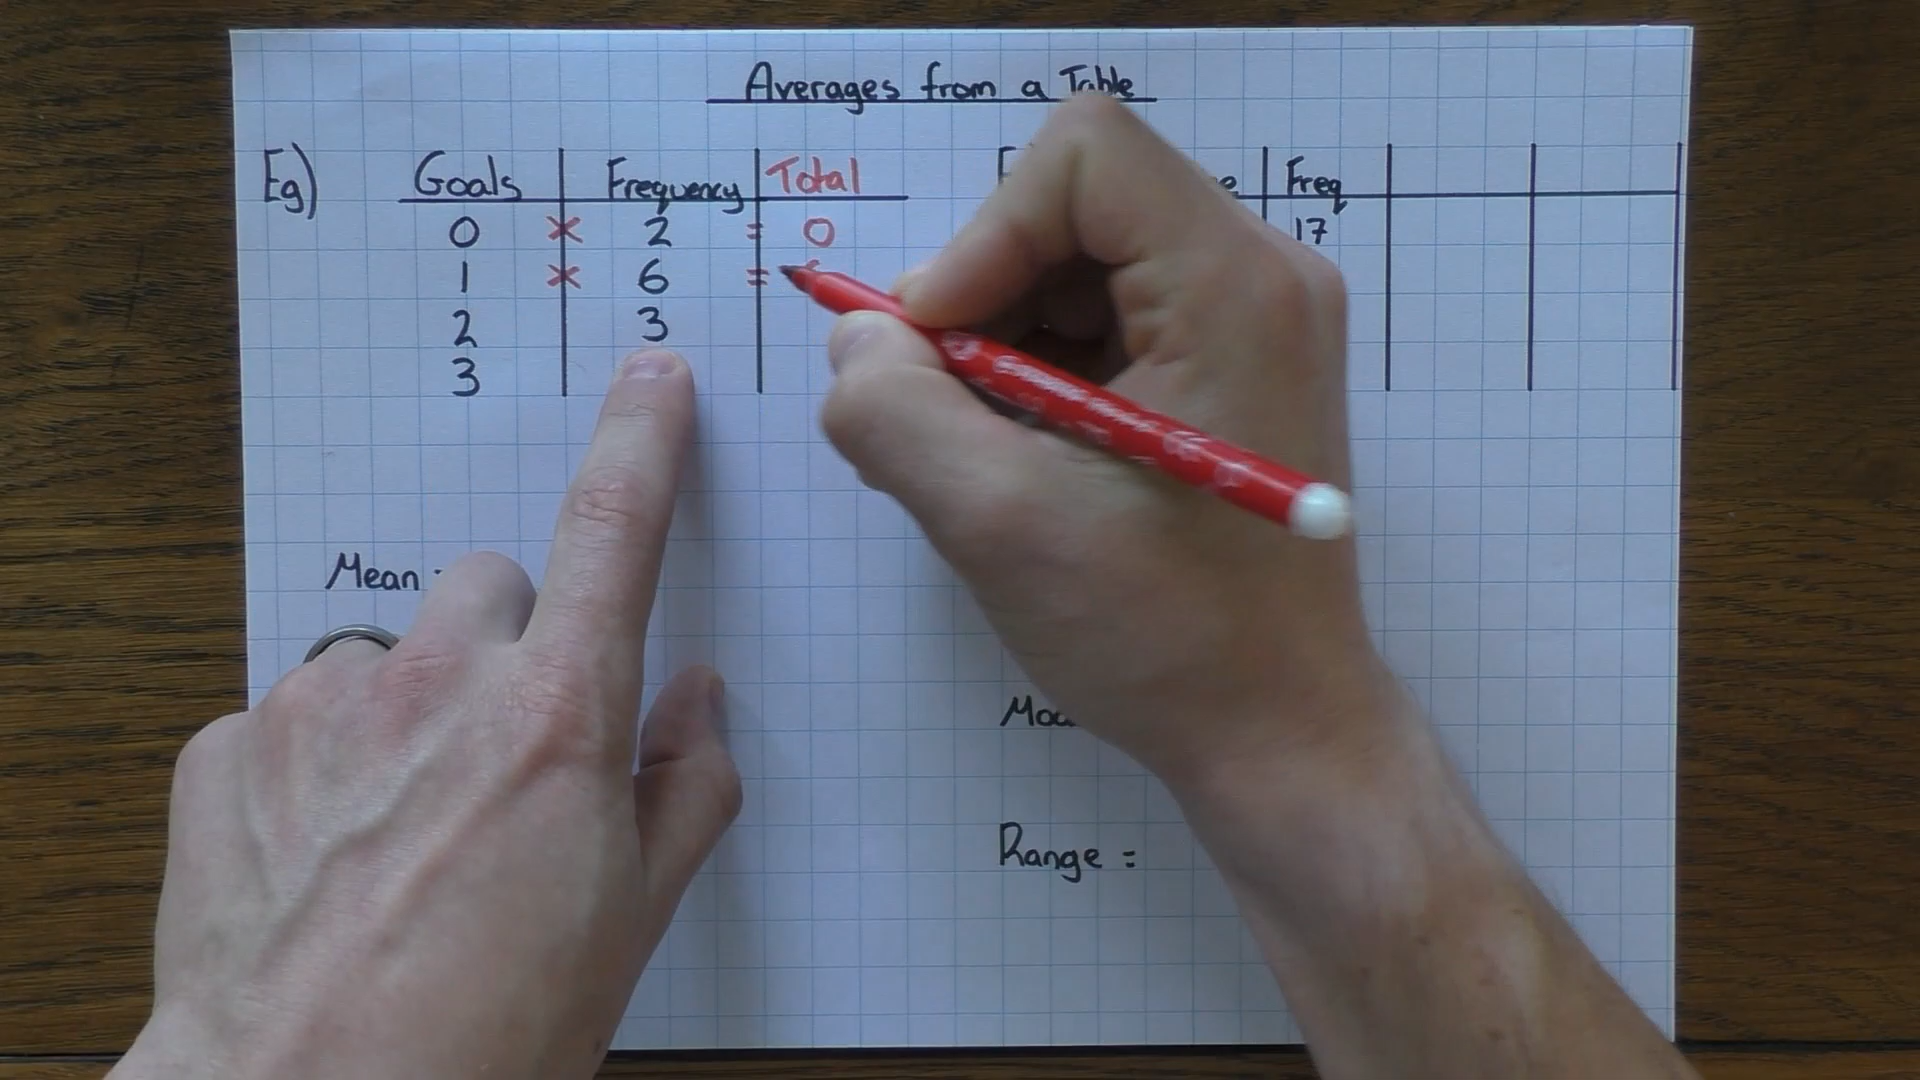 Averages from a Table
Eg) Goals Frequency Total
0 × 2 = 0
1 × 6 =
2 3
3
Mean
Freq
17
Range =